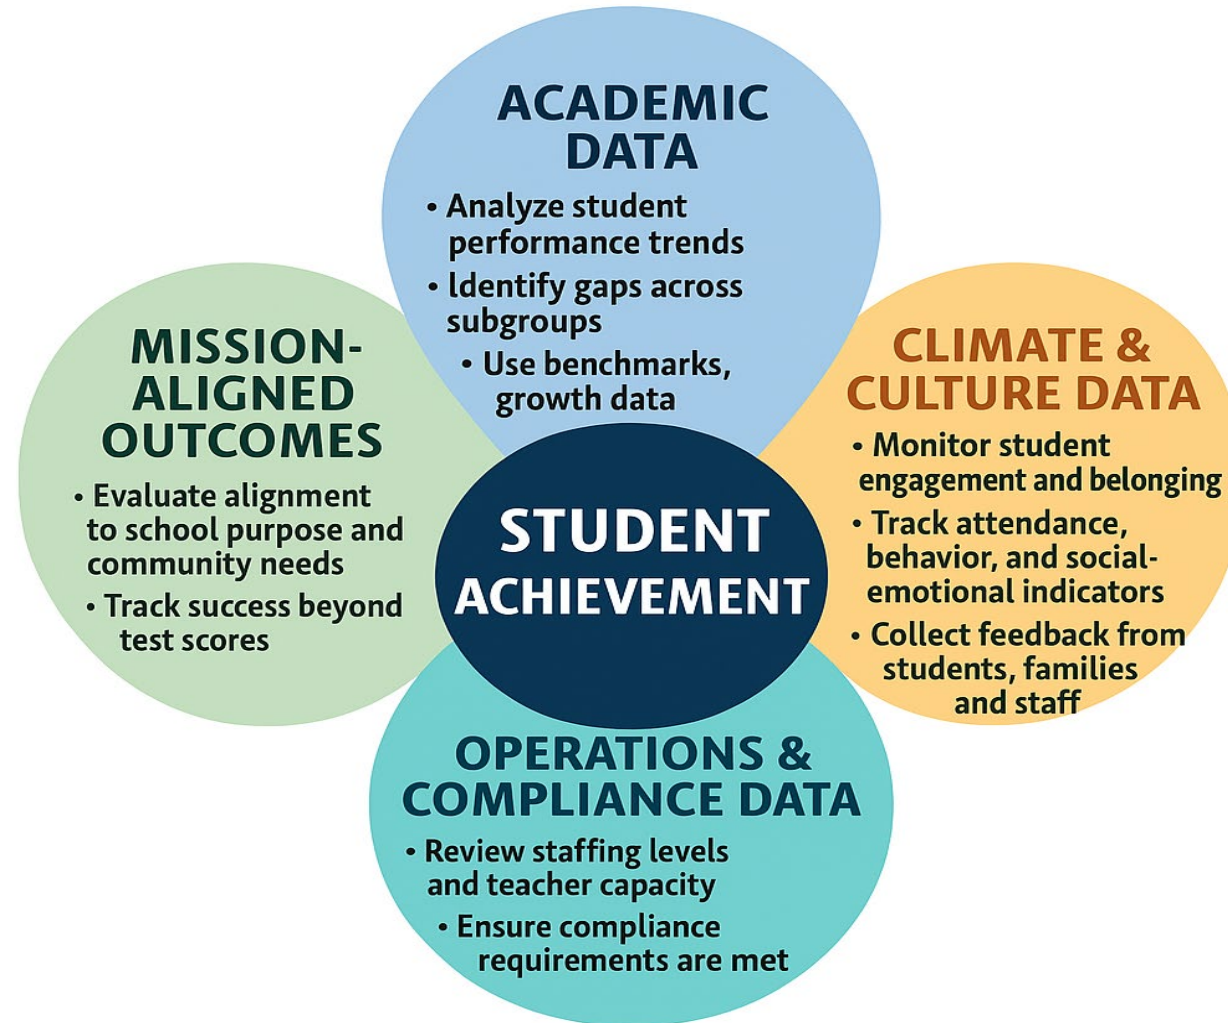 ACADEMIC
DATA
• Analyze student
performance trends
• Identify gaps across
subgroups
• Use benchmarks,
growth data
MISSION-
ALIGNED
OUTCOMES
• Evaluate alignment
to school purpose and
community needs
• Track success beyond
test scores
STUDENT
ACHIEVEMENT
CLIMATE &
CULTURE DATA
• Monitor student
engagement and belonging
• Track attendance,
behavior, and social-
emotional indicators
• Collect feedback from
students, families
and staff
OPERATIONS &
COMPLIANCE DATA
• Review staffing levels
and teacher capacity
• Ensure compliance
requirements are met